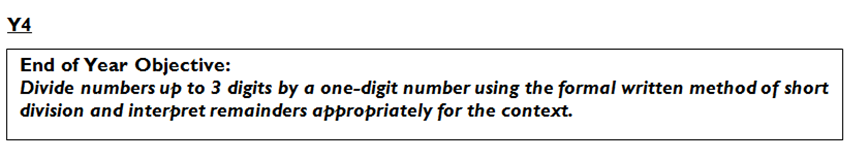 Y4
End of Year Objective:
Divide numbers up to 3 digits by a one-digit number using the formal written method of short
division and interpret remainders appropriately for the context.